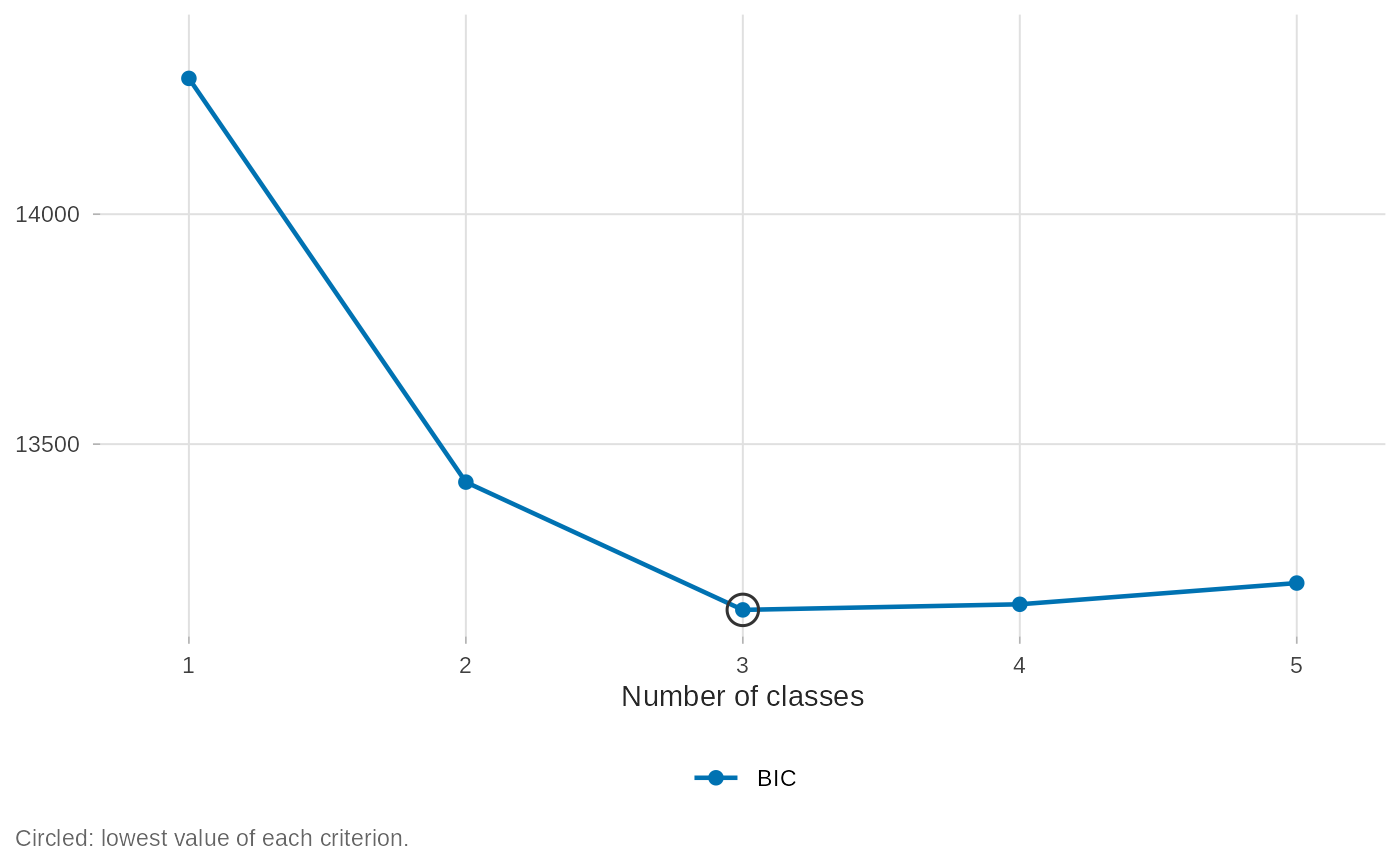 14000
13500
1 2 3 4 5
Number of classes
BIC
Circled: lowest value of each criterion.